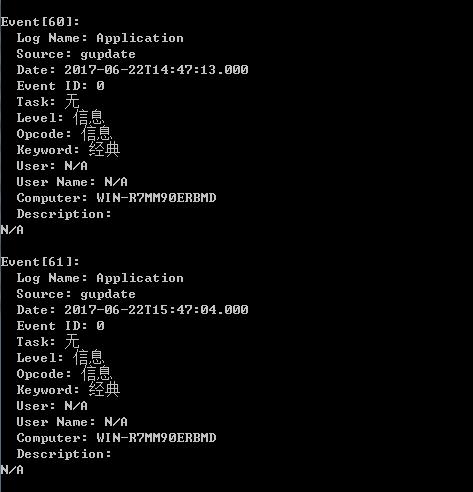 Event[60]:
Log Name: Application
Source: gupdate
Date: 2017-06-22T14:47:13.000
Event ID: 0
Task: 无
Level: 信息
Opcode: 信息
Keyword: 经典
User: N/A
User Name: N/A
Computer: WIN-R7MM90ERBMD
Description:
N/A
Event[61]:
Log Name: Application
Source: gupdate
Date: 2017-06-22T15:47:04.000
Event ID: 0
Task: 无
Level: 信息
Opcode: 信息
Keyword: 经典
User: N/A
User Name: N/A
Computer: WIN-R7MM90ERBMD
Description:
N/A